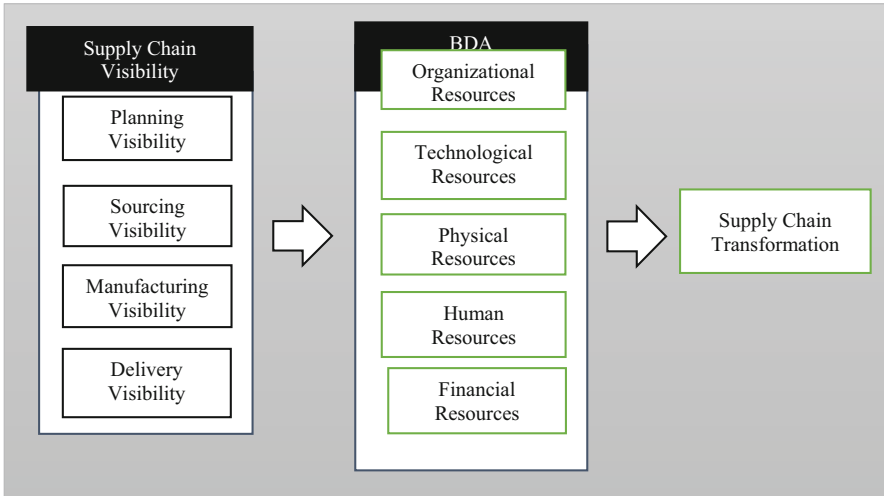 Supply Chain
Visibility
Planning
Visibility
Sourcing
Visibility
Manufacturing
Visibility
Delivery
Visibility
BDA
Organizational
Resources
Technological
Resources
Physical
Resources
Human
Resources
Financial
Resources
Supply Chain
Transformation